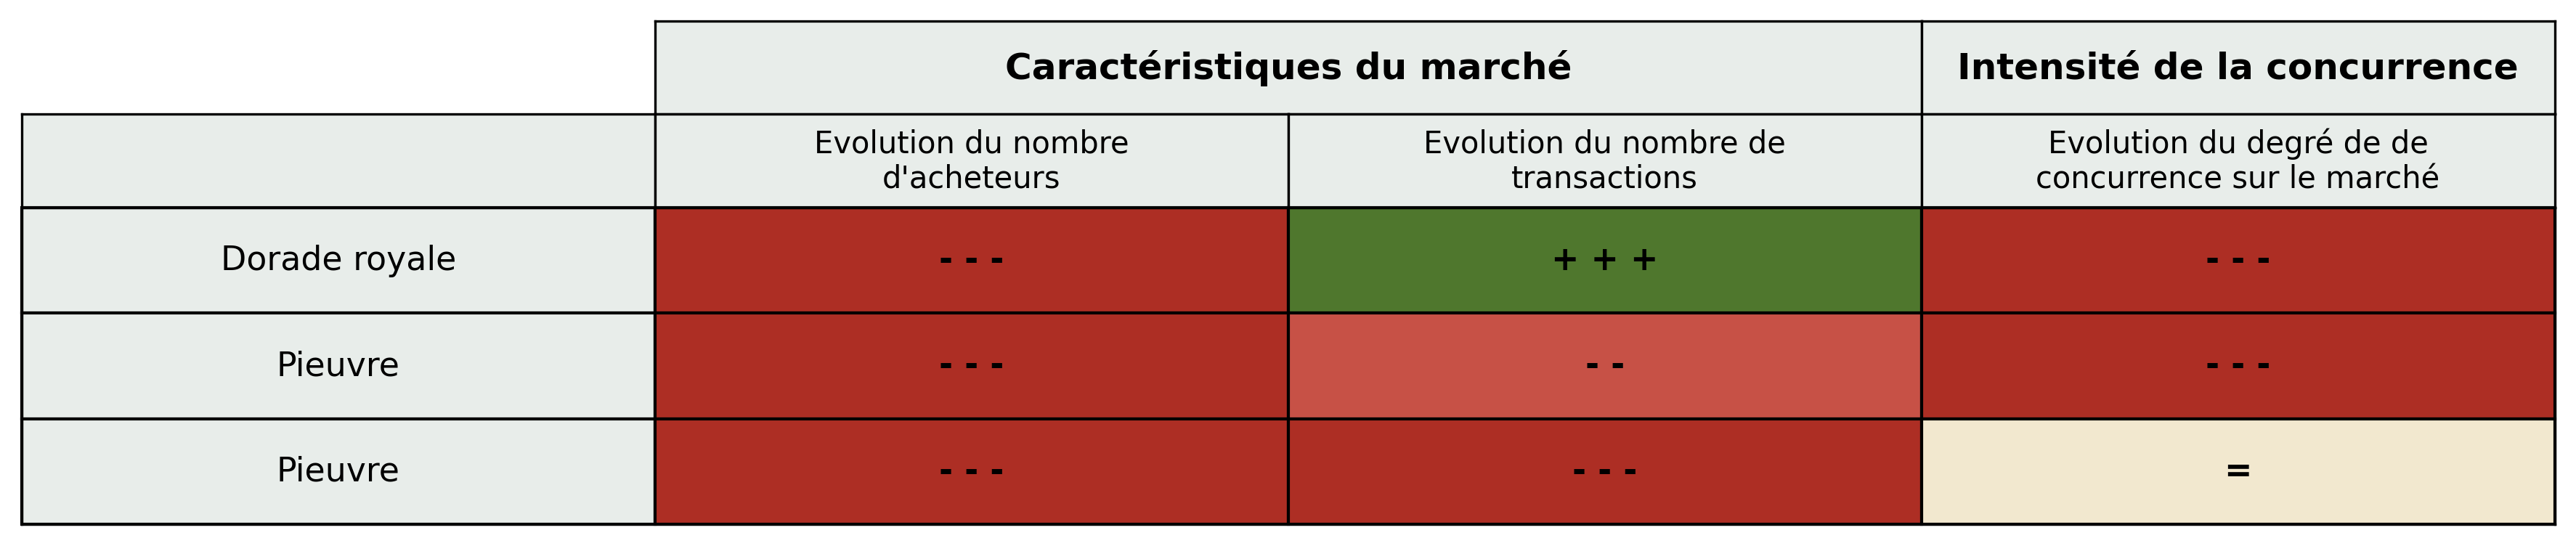 Caractéristiques du marché
Intensité de la concurrence
Evolution du nombre
d'acheteurs
Evolution du nombre de
transactions
Evolution du degré de de
concurrence sur le marché
Dorade royale
- - -
+ + +
- - -
Pieuvre
- - -
- -
- - -
Pieuvre
- - -
- - -
=